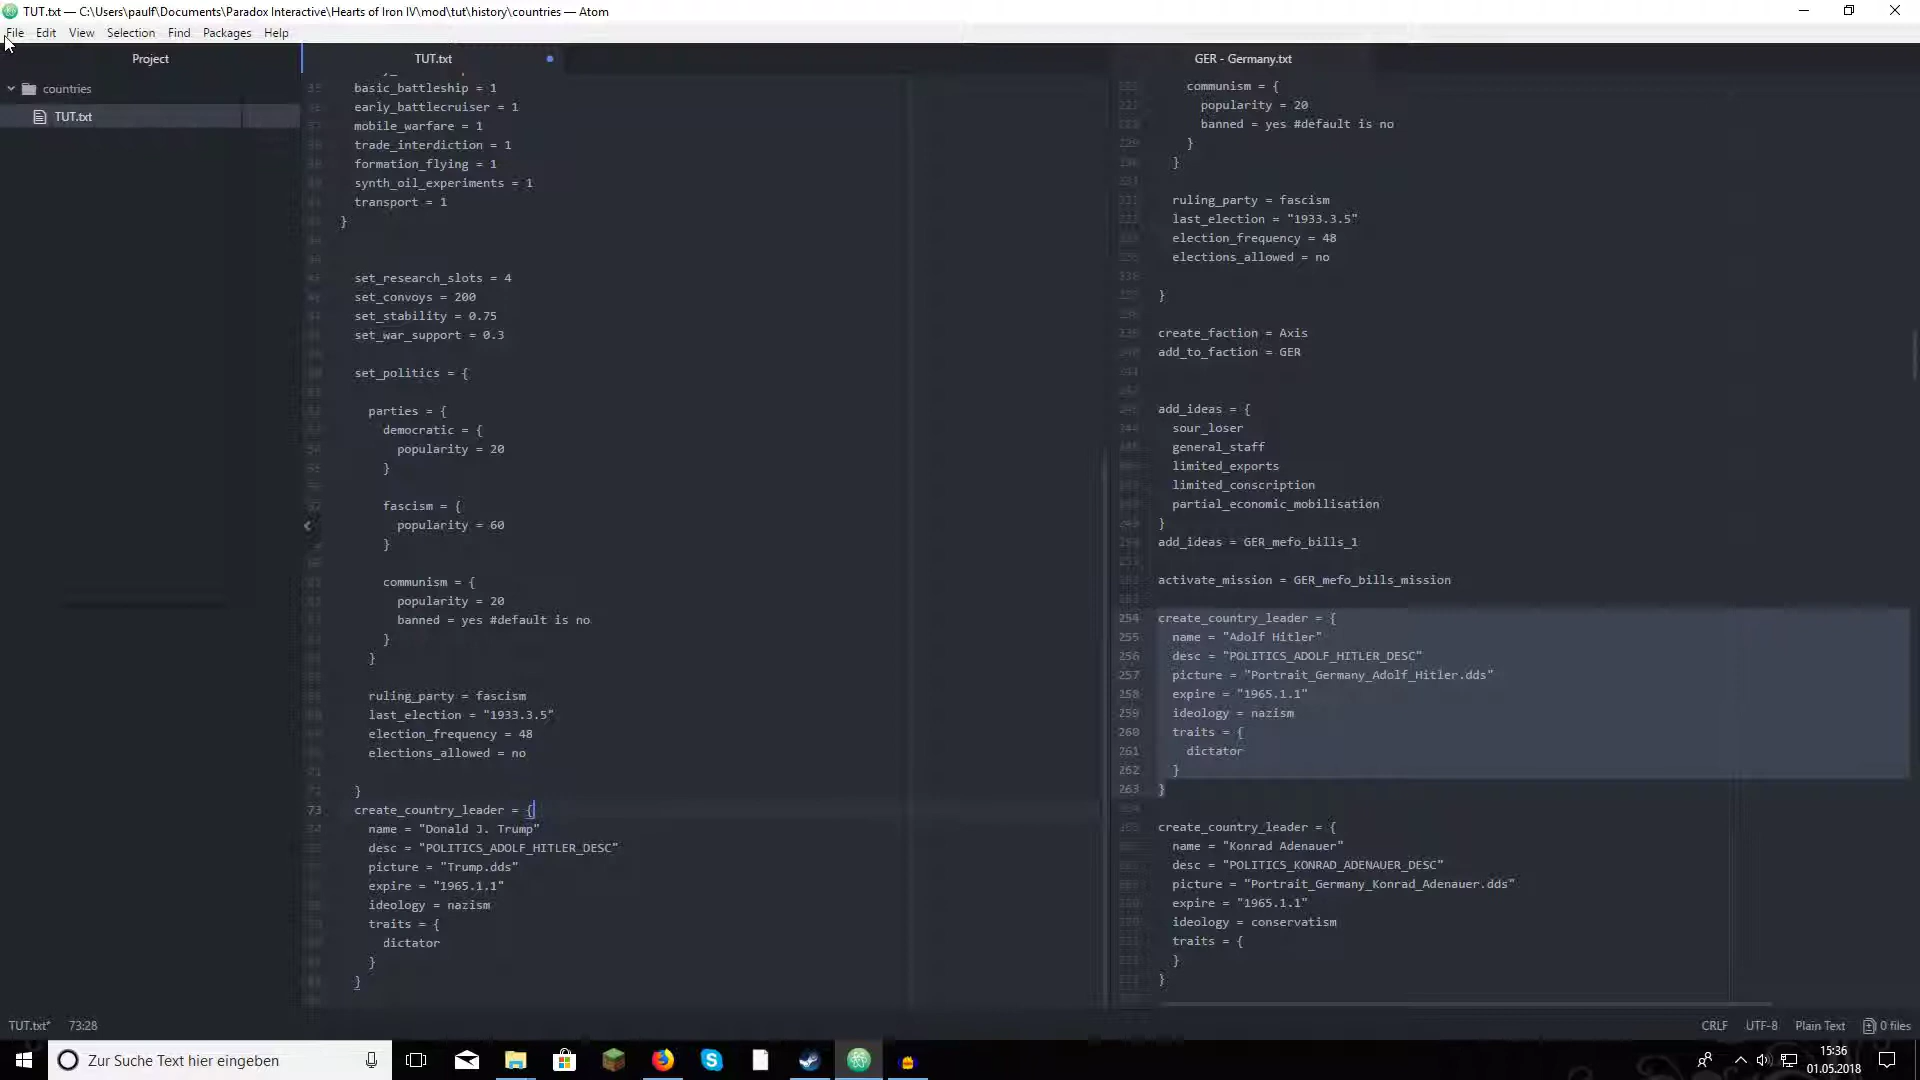 TUT.txt — C:\Users\paulf\Documents\Paradox Interactive\Hearts of Iron IV\mod\tut\history\countries — Atom
File Edit View Selection Find Packages Help
Project
countries
TUT.txt
TUT.txt
basic_battleship = 1
early_battlecruiser = 1
mobile_warfare = 1
trade_interdiction = 1
formation_flying = 1
synth_oil_experiments = 1
transport = 1
}
set_research_slots = 4
set_convoys = 200
set_stability = 0.75
set_war_support = 0.3
set_politics = {
parties = {
democratic = {
popularity = 20
}
fascism = {
popularity = 60
}
communism = {
popularity = 20
banned = yes #default is no
}
}
ruling_party = fascism
last_election = "1933.3.5"
election_frequency = 48
elections_allowed = no
}
73 create_country_leader = {
name = "Donald J. Trump"
desc = "POLITICS_ADOLF_HITLER_DESC"
picture = "Trump.dds"
expire = "1965.1.1"
ideology = nazism
traits = {
dictator
}
}
GER - Germany.txt
communism = {
popularity = 20
banned = yes #default is no
}
}
ruling_party = fascism
last_election = "1933.3.5"
election_frequency = 48
elections_allowed = no
}
create_faction = Axis
add_to_faction = GER
add_ideas = {
sour_loser
general_staff
limited_exports
limited_conscription
partial_economic_mobilisation
}
add_ideas = GER_mefo_bills_1
activate_mission = GER_mefo_bills_mission
254 create_country_leader = {
255 name = "Adolf Hitler"
256 desc = "POLITICS_ADOLF_HITLER_DESC"
257 picture = "Portrait_Germany_Adolf_Hitler.dds"
258 expire = "1965.1.1"
259 ideology = nazism
260 traits = {
261 dictator
262 }
263 }
create_country_leader = {
name = "Konrad Adenauer"
desc = "POLITICS_KONRAD_ADENAUER_DESC"
picture = "Portrait_Germany_Konrad_Adenauer.dds"
expire = "1965.1.1"
ideology = conservatism
traits = {
}
}
TUT.txt* 73:28
CRLF UTF-8 Plain Text 0 files
Zur Suche Text hier eingeben
15:36
01.05.2018